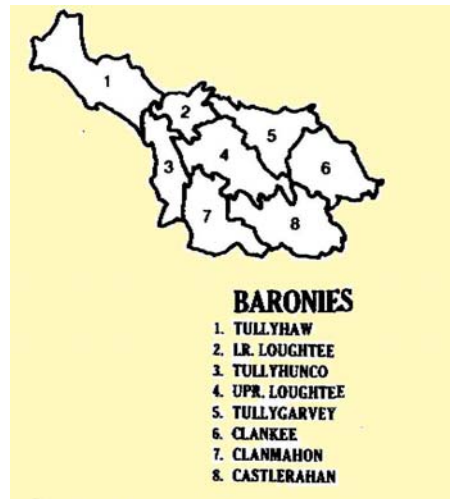 1
2
5
3
4
6
7
8
BARONIES
1. TULLYHAW
2. LR. LOUGHTEE
3. TULLYHUNCO
4. UPR. LOUGHTEE
5. TULLYGARVEY
6. CLANKEE
7. CLANMAHON
8. CASTLERAHAN